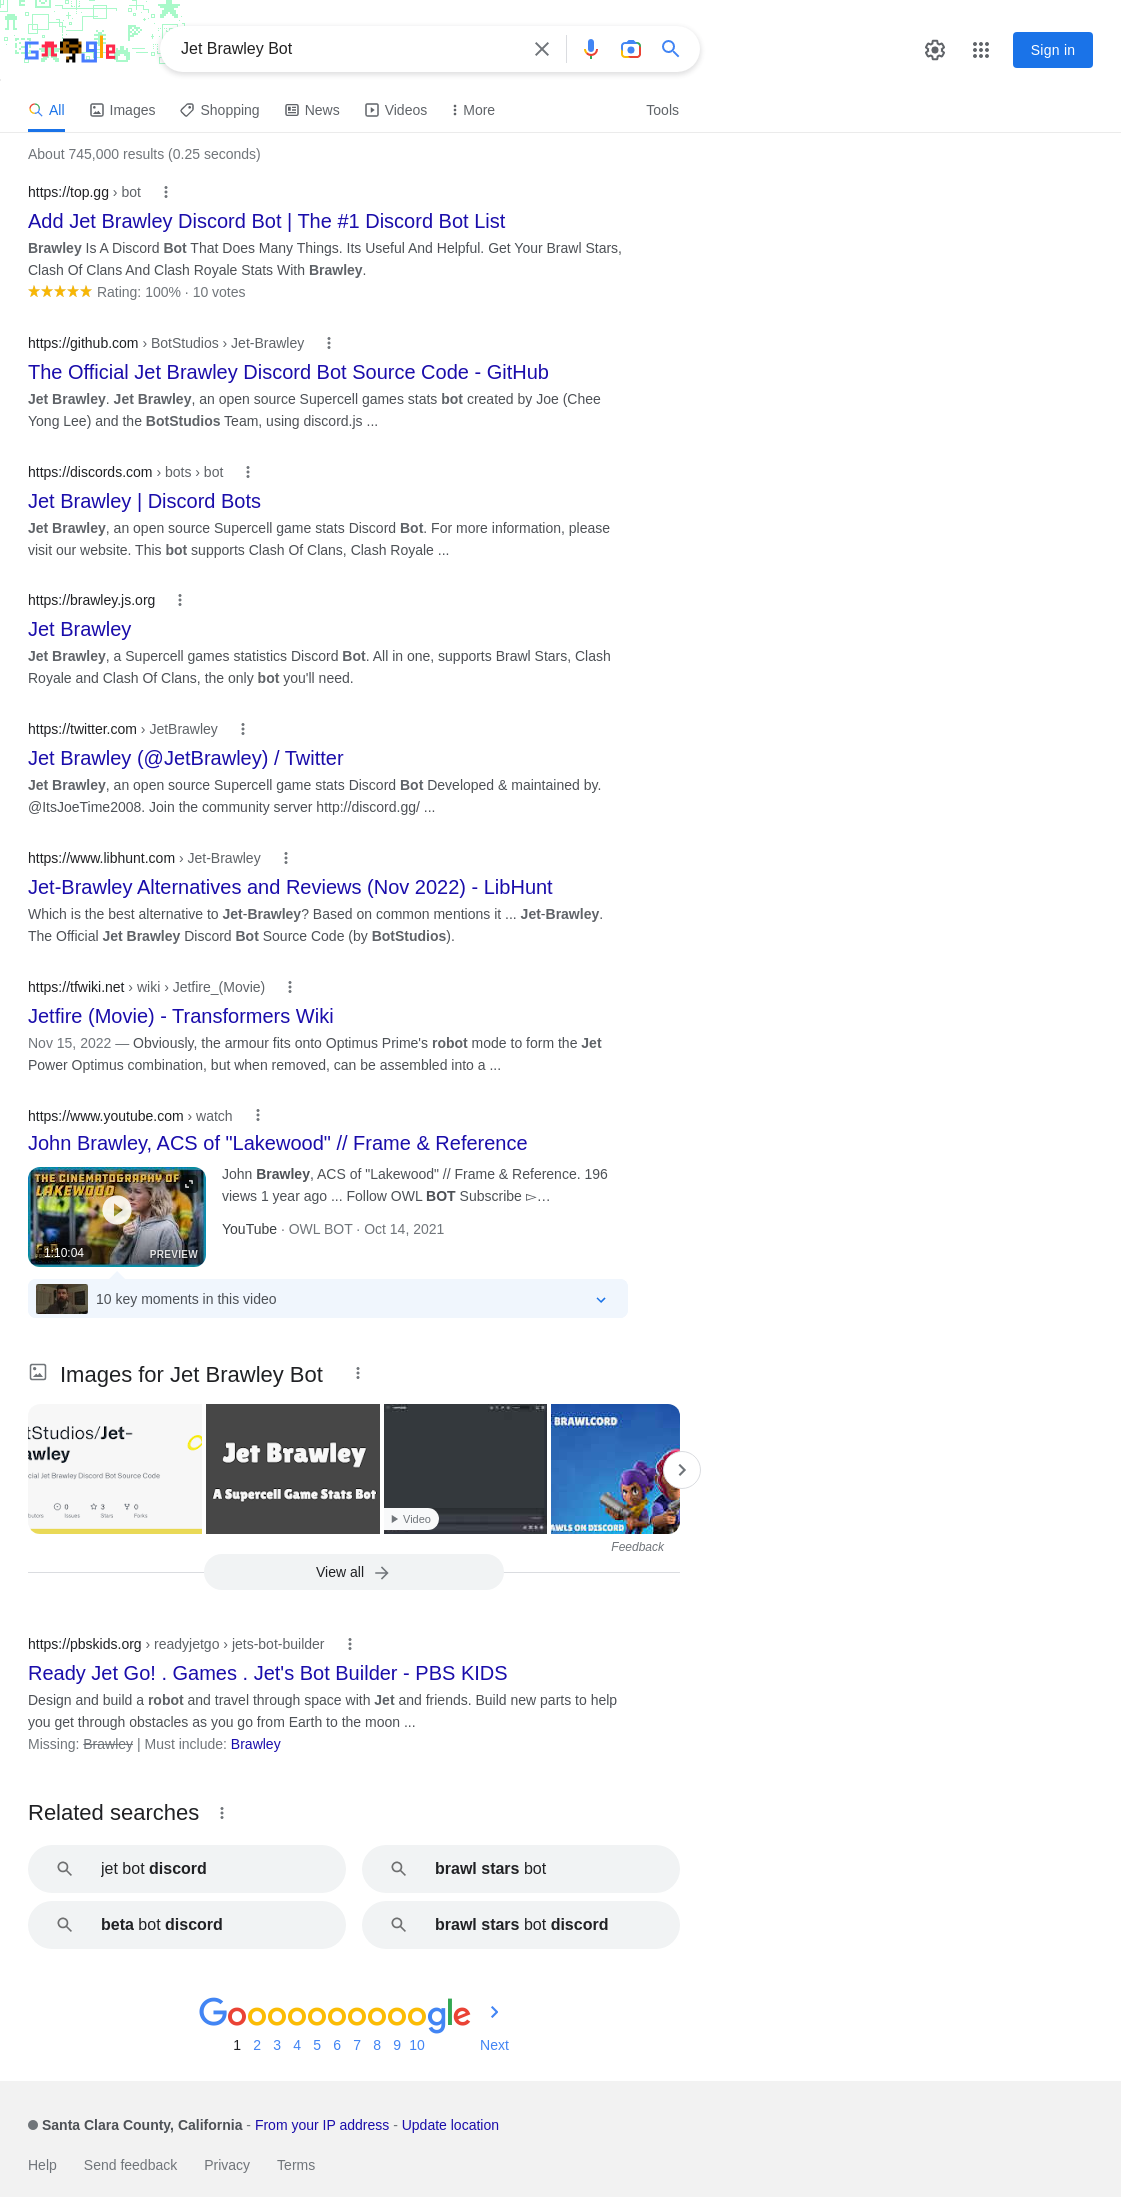 Jet Brawley Bot
Sign in
All Images Shopping News Videos More Tools
About 745,000 results (0.25 seconds)
https://top.gg › bot
Add Jet Brawley Discord Bot | The #1 Discord Bot List
Brawley Is A Discord Bot That Does Many Things. Its Useful And Helpful. Get Your Brawl Stars,
Clash Of Clans And Clash Royale Stats With Brawley.
Rating: 100% · 10 votes
https://github.com › BotStudios › Jet-Brawley
The Official Jet Brawley Discord Bot Source Code - GitHub
Jet Brawley. Jet Brawley, an open source Supercell games stats bot created by Joe (Chee
Yong Lee) and the BotStudios Team, using discord.js ...
https://discords.com › bots › bot
Jet Brawley | Discord Bots
Jet Brawley, an open source Supercell game stats Discord Bot. For more information, please
visit our website. This bot supports Clash Of Clans, Clash Royale ...
https://brawley.js.org
Jet Brawley
Jet Brawley, a Supercell games statistics Discord Bot. All in one, supports Brawl Stars, Clash
Royale and Clash Of Clans, the only bot you'll need.
https://twitter.com › JetBrawley
Jet Brawley (@JetBrawley) / Twitter
Jet Brawley, an open source Supercell game stats Discord Bot Developed & maintained by.
@ItsJoeTime2008. Join the community server http://discord.gg/ ...
https://www.libhunt.com › Jet-Brawley
Jet-Brawley Alternatives and Reviews (Nov 2022) - LibHunt
Which is the best alternative to Jet-Brawley? Based on common mentions it ... Jet-Brawley.
The Official Jet Brawley Discord Bot Source Code (by BotStudios).
https://tfwiki.net › wiki › Jetfire_(Movie)
Jetfire (Movie) - Transformers Wiki
Nov 15, 2022 — Obviously, the armour fits onto Optimus Prime's robot mode to form the Jet
Power Optimus combination, but when removed, can be assembled into a ...
https://www.youtube.com › watch
John Brawley, ACS of "Lakewood" // Frame & Reference
THE CINEMATOGRAPHY OF
LAKEWOOD
1:10:04 PREVIEW
John Brawley, ACS of "Lakewood" // Frame & Reference. 196
views 1 year ago ... Follow OWL BOT Subscribe ▻…
YouTube · OWL BOT · Oct 14, 2021
10 key moments in this video
Images for Jet Brawley Bot
tStudios/Jet-
awley
cial Jet Brawley Discord Bot Source Code
0 3 0
butors Issues Stars Forks
Jet Brawley
A Supercell Game Stats Bot
Video
BRAWLCORD
AWLS ON DISCORD
Feedback
View all
https://pbskids.org › readyjetgo › jets-bot-builder
Ready Jet Go! . Games . Jet's Bot Builder - PBS KIDS
Design and build a robot and travel through space with Jet and friends. Build new parts to help
you get through obstacles as you go from Earth to the moon ...
Missing: Brawley | Must include: Brawley
Related searches
jet bot discord
brawl stars bot
beta bot discord
brawl stars bot discord
Goooooooooogle
1 2 3 4 5 6 7 8 9 10 Next
Santa Clara County, California - From your IP address - Update location
Help Send feedback Privacy Terms